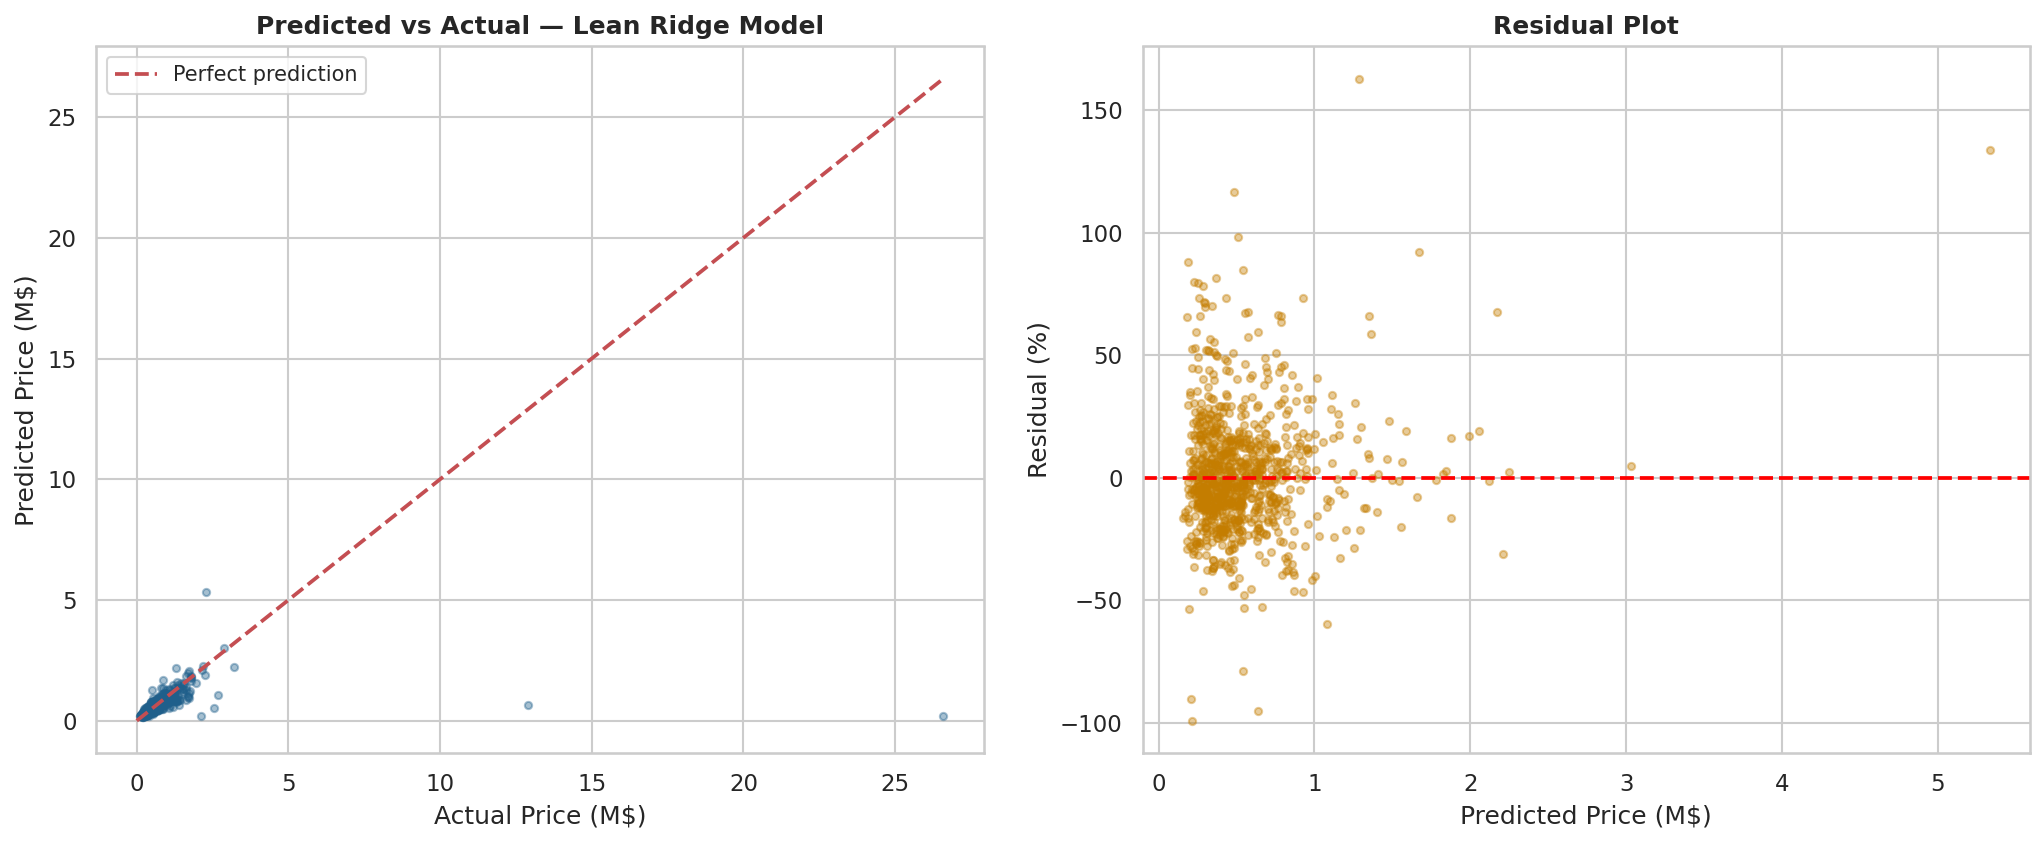 Predicted vs Actual — Lean Ridge Model
Perfect prediction
25
20
15
10
5
0
Predicted Price (M$)
0 5 10 15 20 25
Actual Price (M$)
Residual Plot
150
100
50
0
−50
−100
Residual (%)
0 1 2 3 4 5
Predicted Price (M$)